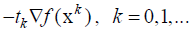 −t_k∇f(x^k), k = 0,1,...